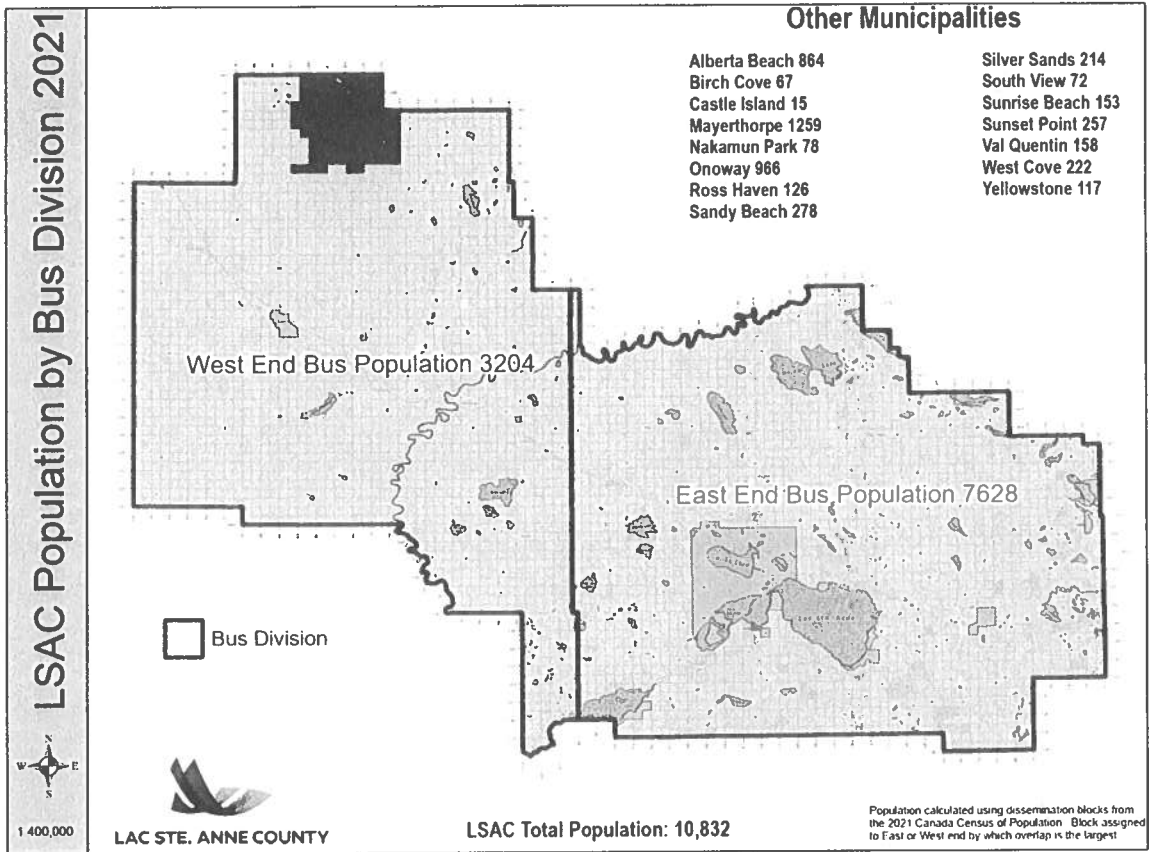 LSAC Population by Bus Division 2021
Other Municipalities
Alberta Beach 864
Birch Cove 67
Castle Island 15
Mayerthorpe 1259
Nakamun Park 78
Onoway 966
Ross Haven 126
Sandy Beach 278
Silver Sands 214
South View 72
Sunrise Beach 153
Sunset Point 257
Val Quentin 158
West Cove 222
Yellowstone 117
West End Bus Population 3204
East End Bus Population 7628
Bus Division
N
W E
S
1 400,000
LAC STE. ANNE COUNTY
LSAC Total Population: 10,832
Population calculated using dissemination blocks from
the 2021 Canada Census of Population Block assigned
to East or West end by which overlap is the largest